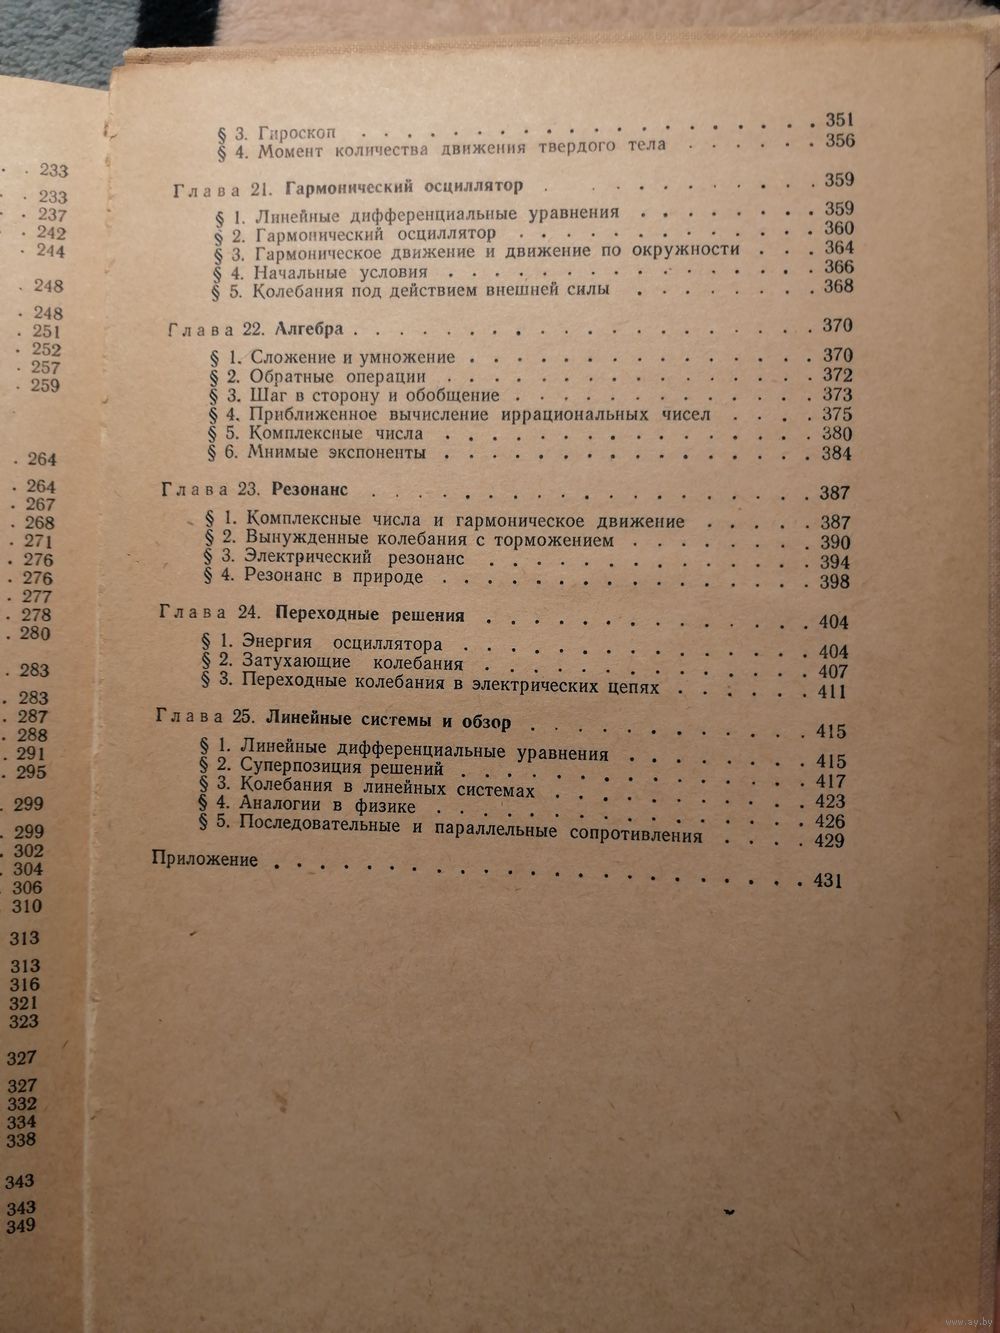 233
233
237
242
244
248
248
251
252
257
259
264
264
267
268
271
276
276
277
278
280
283
283
287
288
291
295
299
299
302
304
306
310
313
313
316
321
323
327
327
332
334
338
343
343
349
§ 3. Гироскоп . . . . . . . . . . . . . . . . . . . . 351
§ 4. Момент количества движения твердого тела . . . . . . 356
Глава 21. Гармонический осциллятор . . . . . . . . . . . . 359
§ 1. Линейные дифференциальные уравнения . . . . . . . . 359
§ 2. Гармонический осциллятор . . . . . . . . . . . . . 360
§ 3. Гармоническое движение и движение по окружности . . . 364
§ 4. Начальные условия . . . . . . . . . . . . . . . . 366
§ 5. Колебания под действием внешней силы . . . . . . . . 368
Глава 22. Алгебра . . . . . . . . . . . . . . . . . . . . 370
§ 1. Сложение и умножение . . . . . . . . . . . . . . . 370
§ 2. Обратные операции . . . . . . . . . . . . . . . . 372
§ 3. Шаг в сторону и обобщение . . . . . . . . . . . . . 373
§ 4. Приближенное вычисление иррациональных чисел . . . . 375
§ 5. Комплексные числа . . . . . . . . . . . . . . . . 380
§ 6. Мнимые экспоненты . . . . . . . . . . . . . . . . 384
Глава 23. Резонанс . . . . . . . . . . . . . . . . . . . 387
§ 1. Комплексные числа и гармоническое движение . . . . . 387
§ 2. Вынужденные колебания с торможением . . . . . . . . 390
§ 3. Электрический резонанс . . . . . . . . . . . . . . 394
§ 4. Резонанс в природе . . . . . . . . . . . . . . . . 398
Глава 24. Переходные решения . . . . . . . . . . . . . . 404
§ 1. Энергия осциллятора . . . . . . . . . . . . . . . 404
§ 2. Затухающие колебания . . . . . . . . . . . . . . . 407
§ 3. Переходные колебания в электрических цепях . . . . . . 411
Глава 25. Линейные системы и обзор . . . . . . . . . . . . 415
§ 1. Линейные дифференциальные уравнения . . . . . . . . 415
§ 2. Суперпозиция решений . . . . . . . . . . . . . . . 417
§ 3. Колебания в линейных системах . . . . . . . . . . . 423
§ 4. Аналогии в физике . . . . . . . . . . . . . . . . 426
§ 5. Последовательные и параллельные сопротивления . . . . 429
Приложение . . . . . . . . . . . . . . . . . . . . . . . 431
www.ay.by